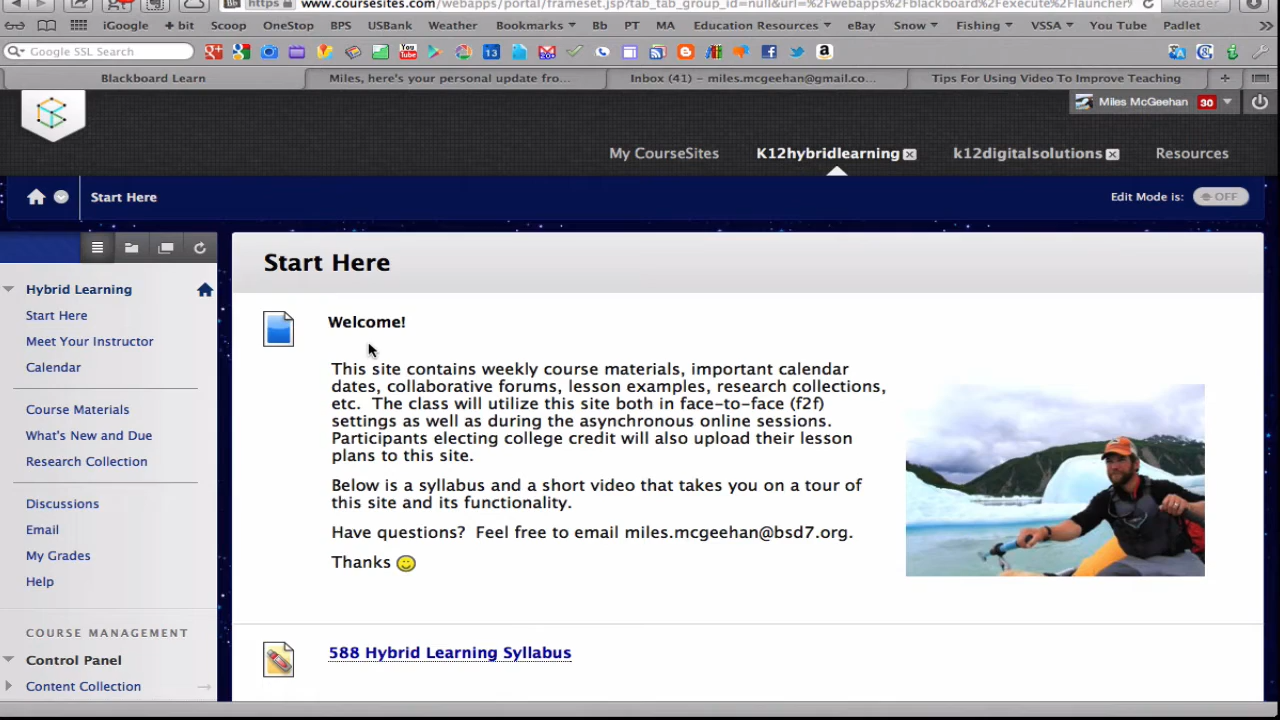 https www.coursesites.com/webapps/portal/frameset.jsp?tab_tab_group_id=null&url=%2Fwebapps%2Fblackboard%2Fexecute%2Flauncher? Reader
iGoogle + bit Scoop OneStop BPS USBanks Weather Bookmarks Bb PT MA Education Resources eBay Snow Fishing VSSA You Tube Padlet
Google SSL Search
Blackboard Learn Miles, here's your personal update fro... Inbox (41) - miles.mcgeehan@gmail.co... Tips For Using Video To Improve Teaching
Miles McGeehan 30
My CourseSites K12hybridlearning k12digitalsolutions Resources
Start Here Edit Mode is: OFF
Start Here
Hybrid Learning
Start Here
Meet Your Instructor
Calendar
Course Materials
What's New and Due
Research Collection
Discussions
Email
My Grades
Help
COURSE MANAGEMENT
Control Panel
Content Collection
Welcome!
This site contains weekly course materials, important calendar
dates, collaborative forums, lesson examples, research collections,
etc. The class will utilize this site both in face-to-face (f2f)
settings as well as during the asynchronous online sessions.
Participants electing college credit will also upload their lesson
plans to this site.
Below is a syllabus and a short video that takes you on a tour of
this site and its functionality.
Have questions? Feel free to email miles.mcgeehan@bsd7.org.
Thanks
588 Hybrid Learning Syllabus